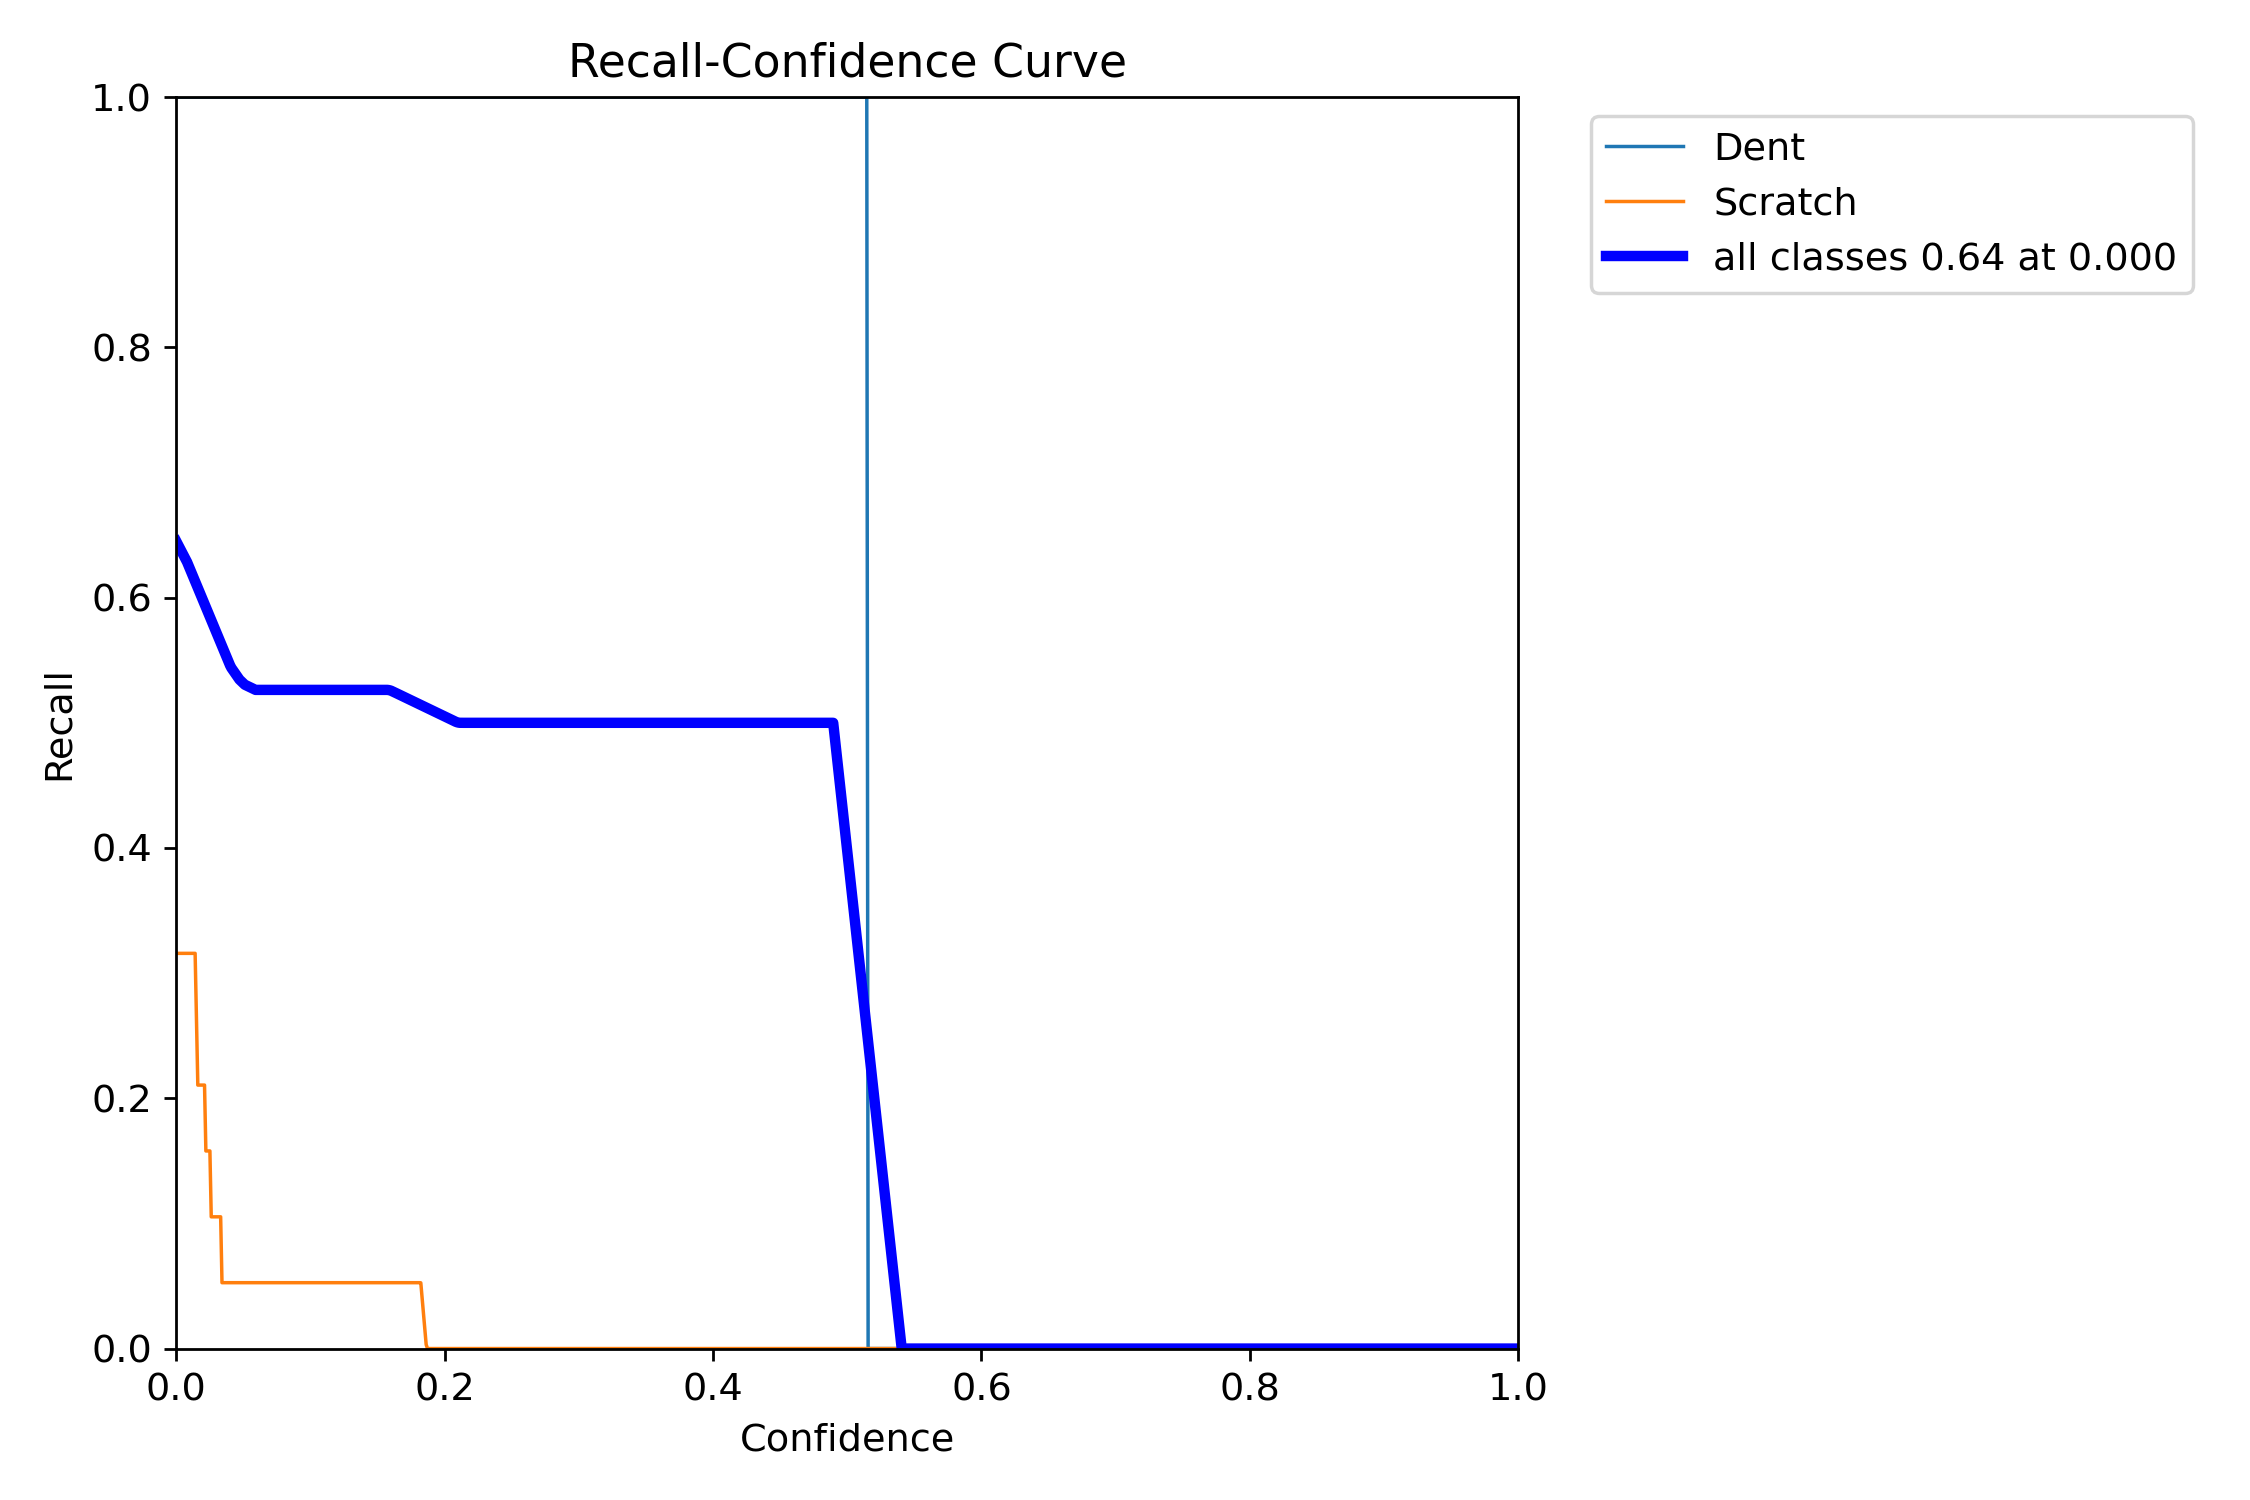 Recall-Confidence Curve
1.0
0.8
0.6
0.4
0.2
0.0
Recall
0.0 0.2 0.4 0.6 0.8 1.0
Confidence
Dent
Scratch
all classes 0.64 at 0.000